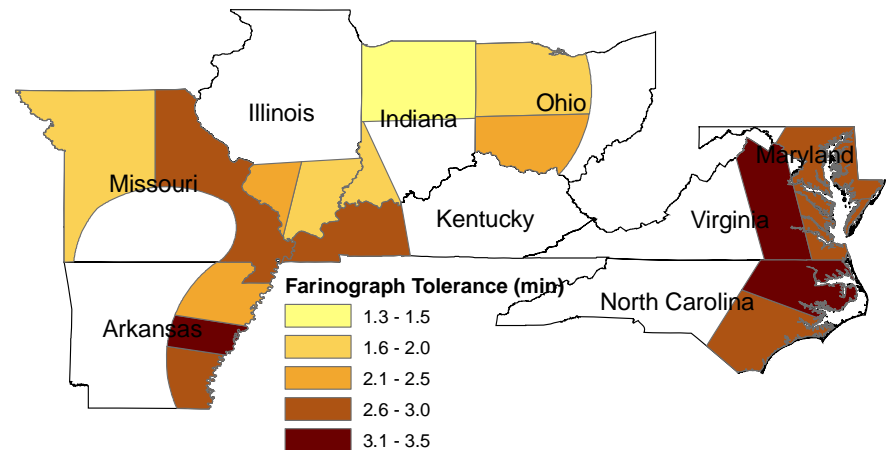 Illinois
Indiana
Ohio
Missouri
Maryland
Kentucky
Virginia
Farinograph Tolerance (min)
North Carolina
Arkansas
1.3 - 1.5
1.6 - 2.0
2.1 - 2.5
2.6 - 3.0
3.1 - 3.5